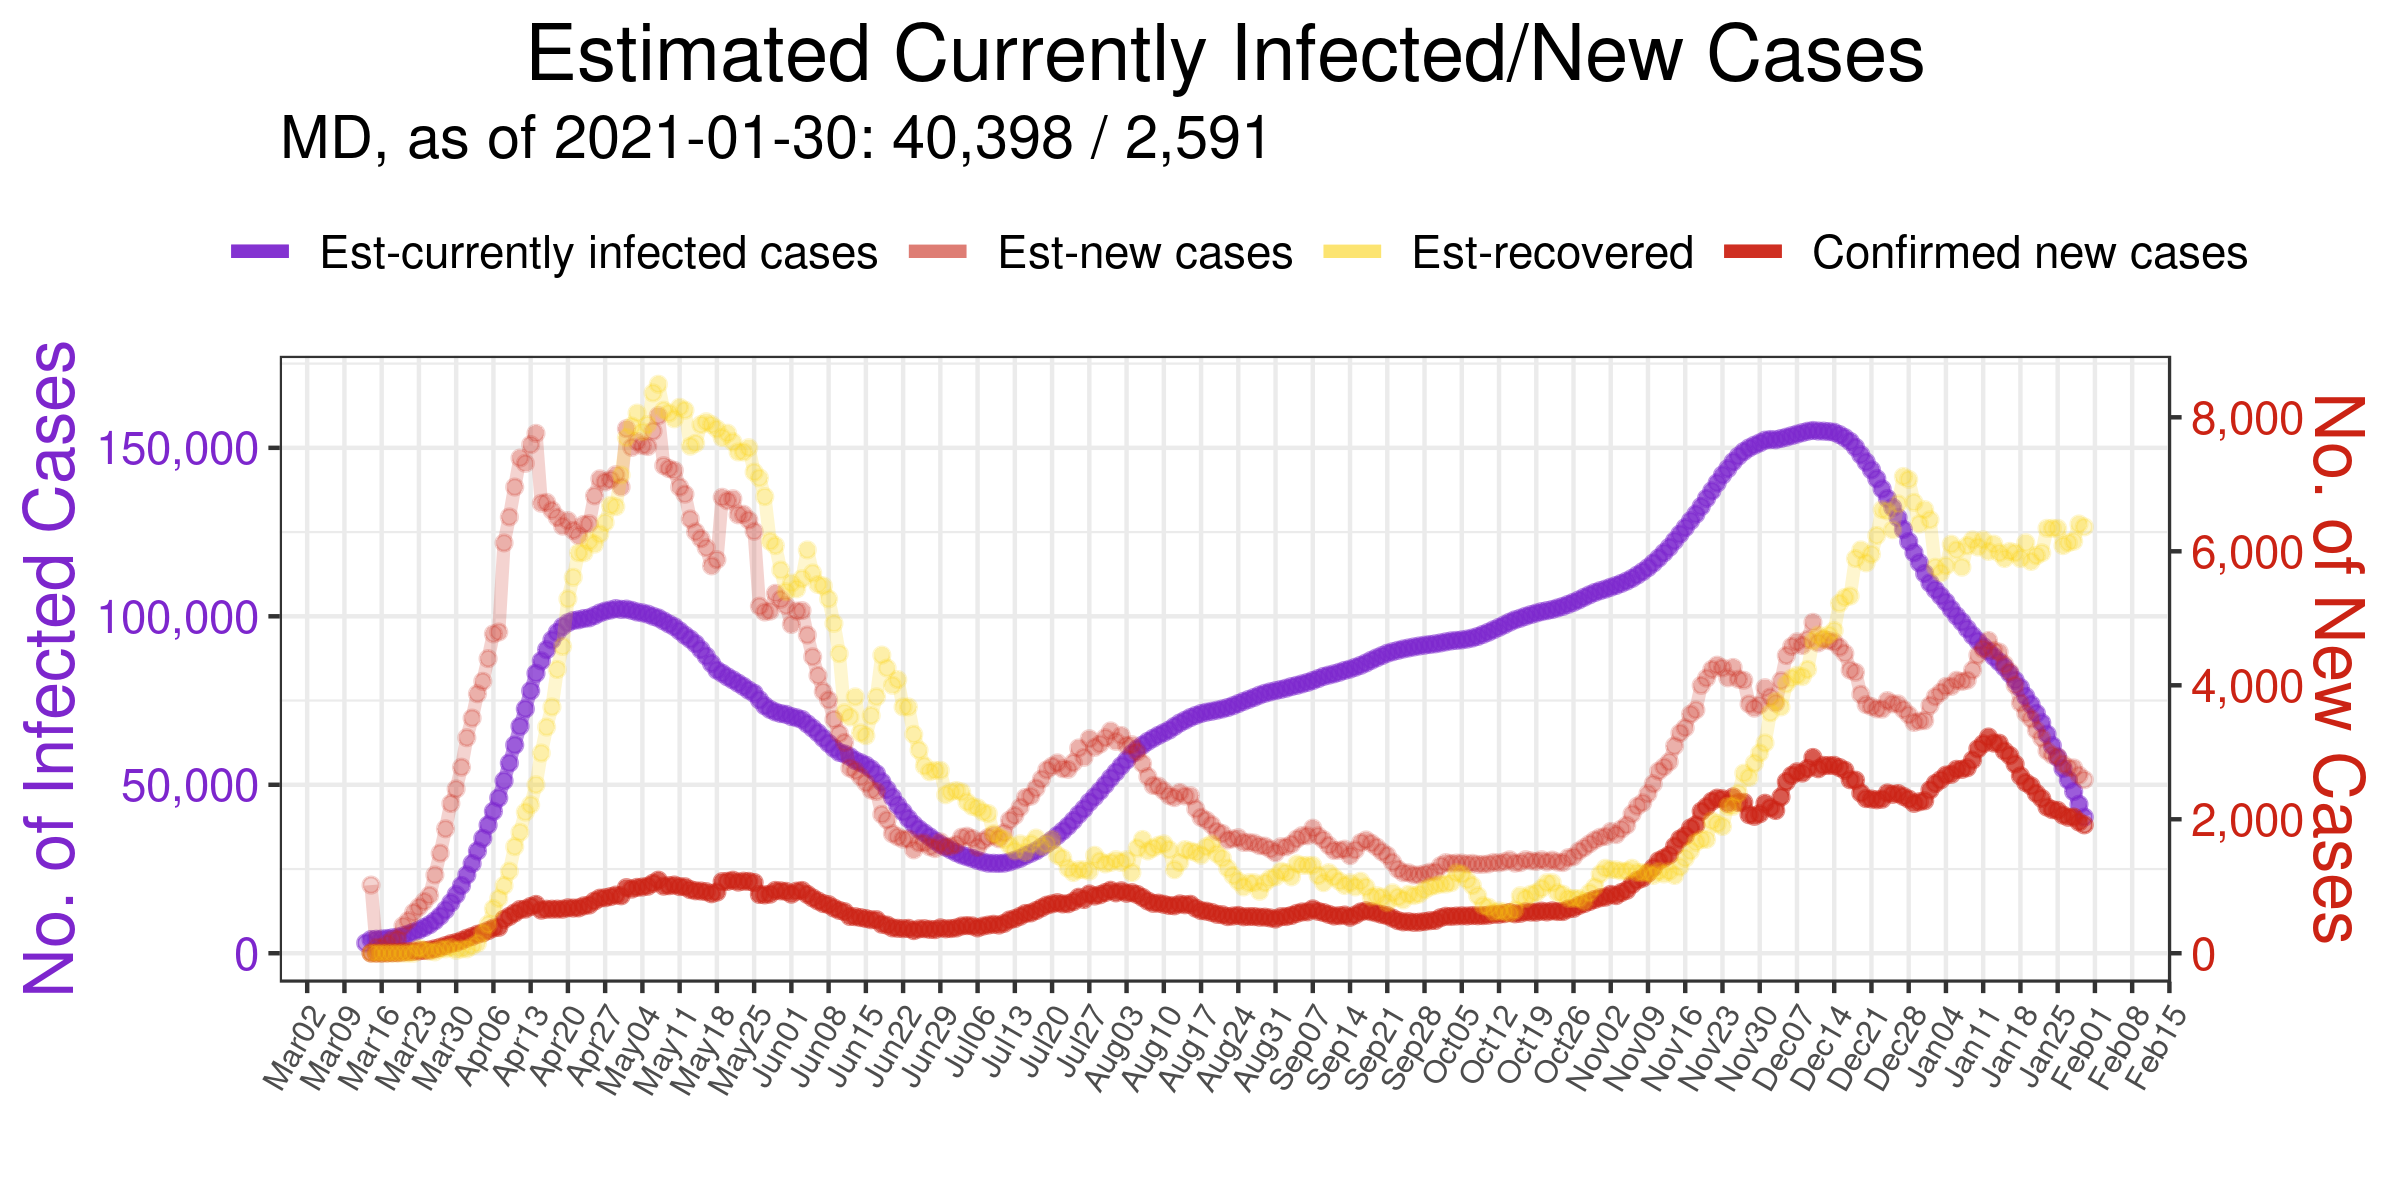 Estimated Currently Infected/New Cases
MD, as of 2021-01-30: 40,398 / 2,591
Est-currently infected cases Est-new cases Est-recovered Confirmed new cases
No. of Infected Cases
150,000
100,000
50,000
0
8,000
6,000
4,000
2,000
0
No. of New Cases
Mar02 Mar09 Mar16 Mar23 Mar30 Apr06 Apr13 Apr20 Apr27 May04 May11 May18 May25 Jun01 Jun08 Jun15 Jun22 Jun29 Jul06 Jul13 Jul20 Jul27 Aug03 Aug10 Aug17 Aug24 Aug31 Sep07 Sep14 Sep21 Sep28 Oct05 Oct12 Oct19 Oct26 Nov02 Nov09 Nov16 Nov23 Nov30 Dec07 Dec14 Dec21 Dec28 Jan04 Jan11 Jan18 Jan25 Feb01 Feb08 Feb15